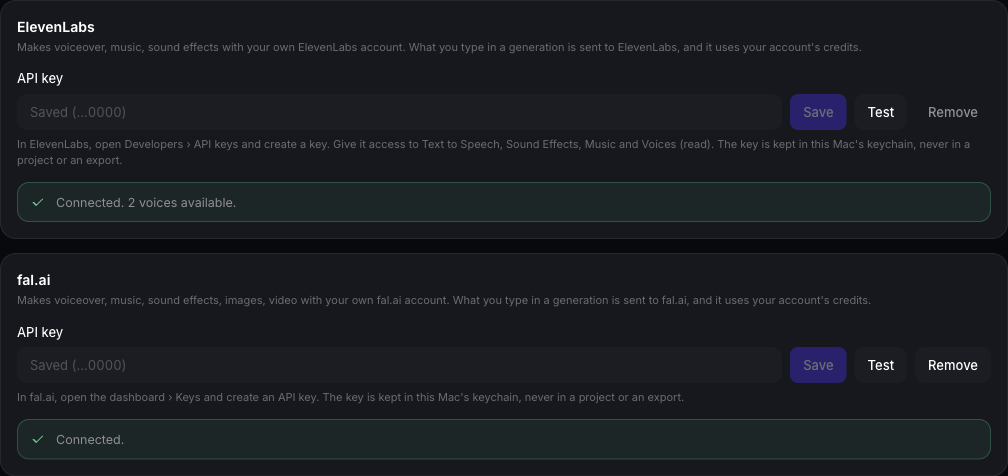 ElevenLabs
Makes voiceover, music, sound effects with your own ElevenLabs account. What you type in a generation is sent to ElevenLabs, and it uses your account's credits.
API key
Saved (...0000) Save Test Remove
In ElevenLabs, open Developers › API keys and create a key. Give it access to Text to Speech, Sound Effects, Music and Voices (read). The key is kept in this Mac's keychain, never in a
project or an export.
Connected. 2 voices available.
fal.ai
Makes voiceover, music, sound effects, images, video with your own fal.ai account. What you type in a generation is sent to fal.ai, and it uses your account's credits.
API key
Saved (...0000) Save Test Remove
In fal.ai, open the dashboard › Keys and create an API key. The key is kept in this Mac's keychain, never in a project or an export.
Connected.